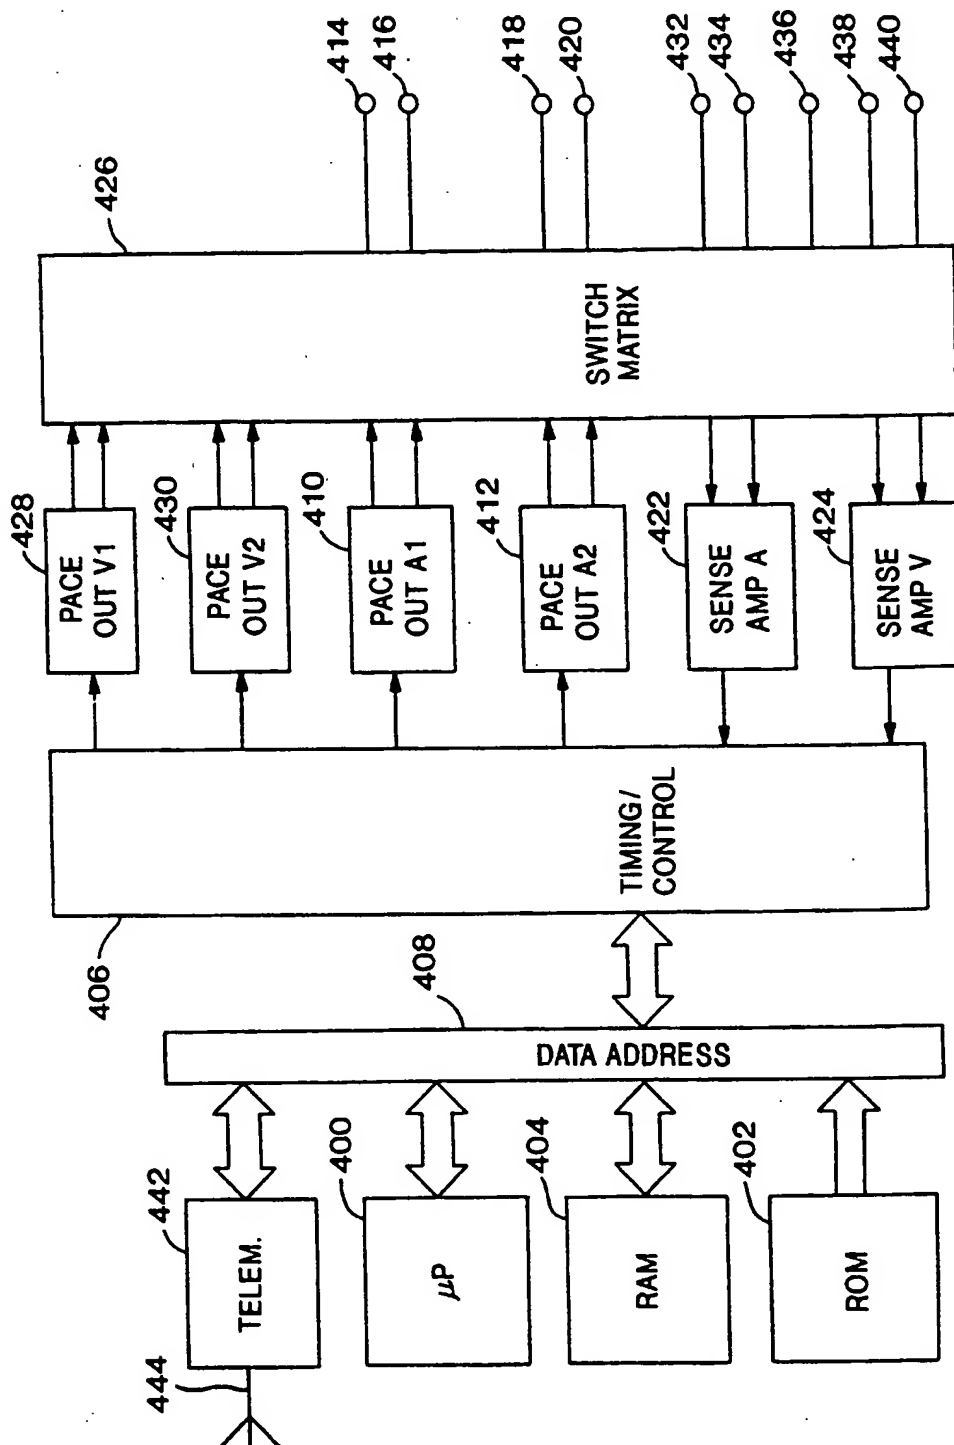 444
442
TELEM.
400
μP
404
RAM
402
ROM
408
DATA ADDRESS
406
TIMING/
CONTROL
428
PACE
OUT V1
430
PACE
OUT V2
410
PACE
OUT A1
412
PACE
OUT A2
422
SENSE
AMP A
424
SENSE
AMP V
426
SWITCH
MATRIX
414
416
418
420
432
434
436
438
440